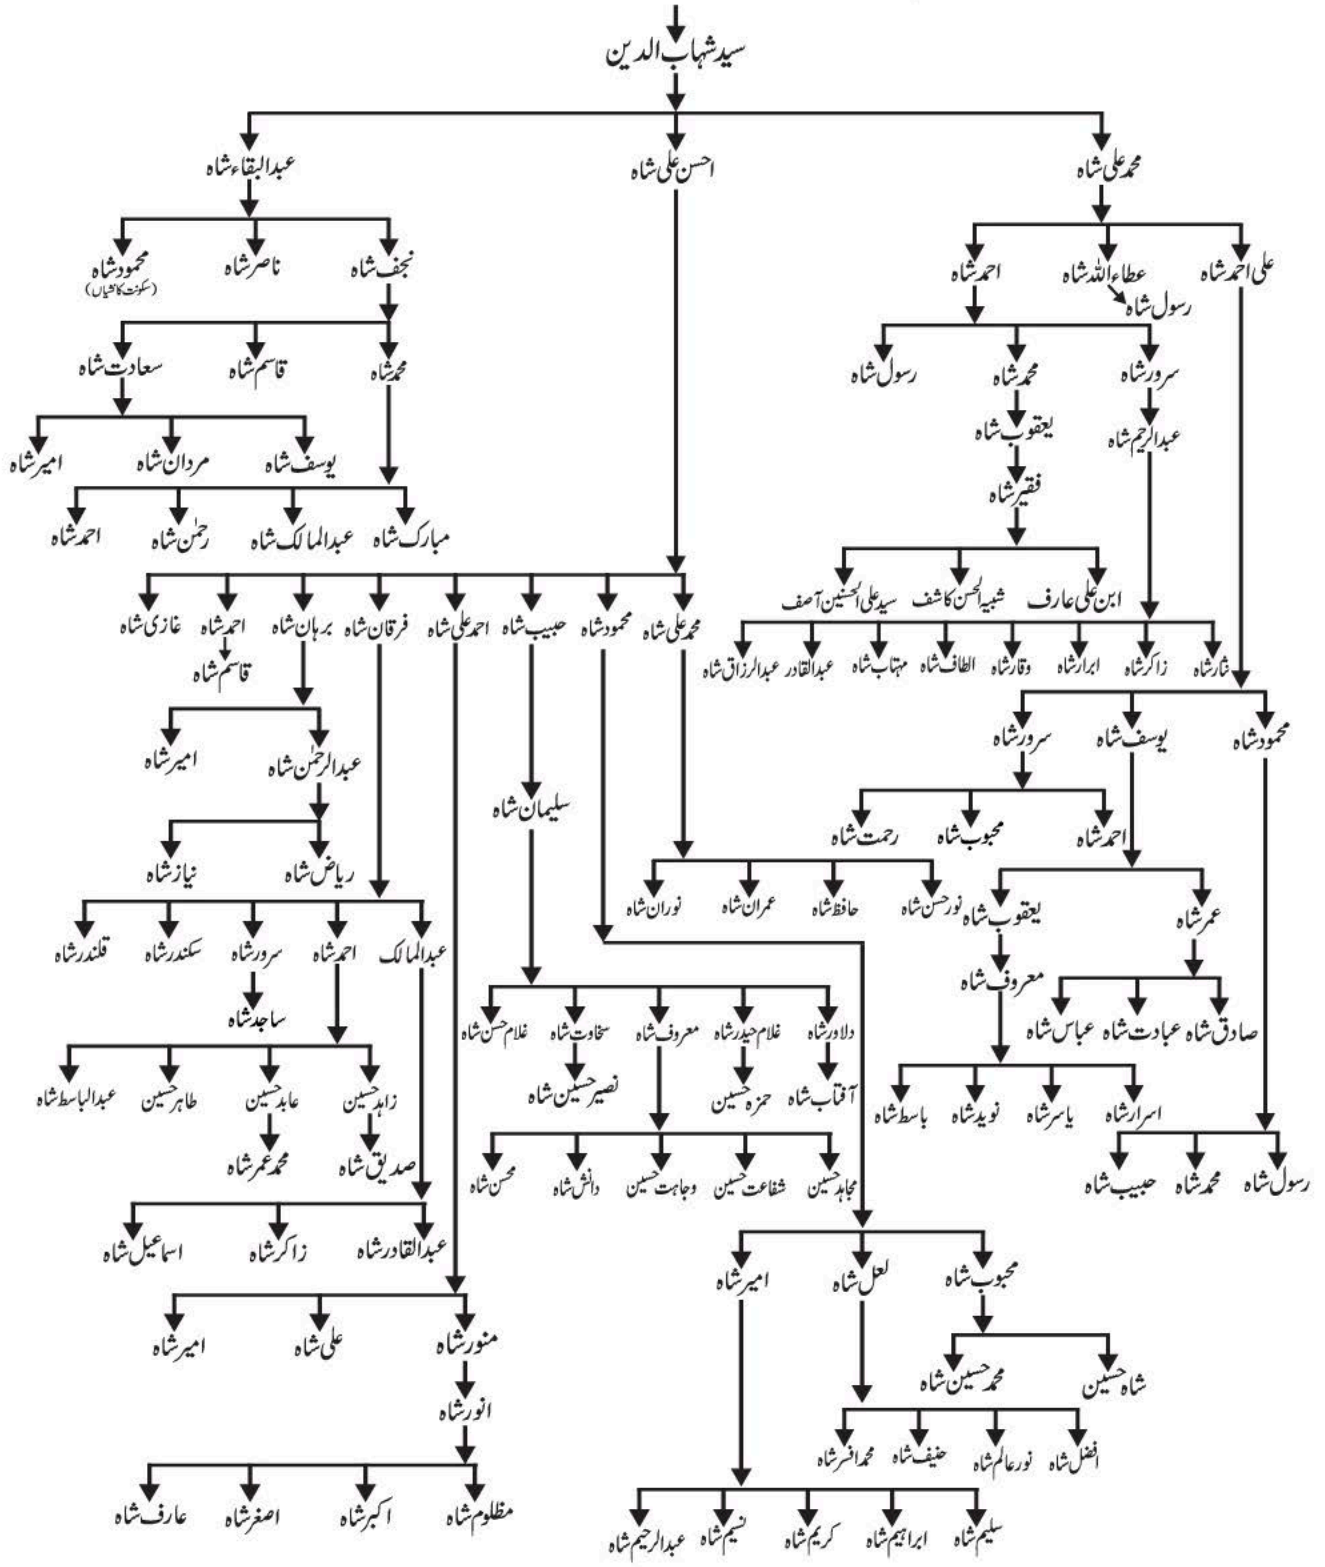 سید شہاب الدین
محمد علی شاہ
احسن علی شاہ
عبدالبقاء شاہ
علی احمد شاہ
عطاء اللہ شاہ
احمد شاہ
رسول شاہ
نجف شاہ
ناصر شاہ
محمود شاہ
(سکونت کانشیاں)
سرور شاہ
محمد شاہ
رسول شاہ
محمد شاہ
قاسم شاہ
سعادت شاہ
عبدالرحیم شاہ
یعقوب شاہ
یوسف شاہ
مردان شاہ
امیر شاہ
فقیر شاہ
مبارک شاہ
عبدالمالک شاہ
رحمٰن شاہ
احمد شاہ
ابن علی عارف
شبیہ الحسن کاشف
سید علی الحسنین آصف
محمد علی شاہ
محمود شاہ
حبیب شاہ
احمد علی شاہ
فرقان شاہ
برہان شاہ
احمد شاہ
غازی شاہ
قاسم شاہ
نثار شاہ
زاکر شاہ
ابرار شاہ
وقار شاہ
الطاف شاہ
مہتاب شاہ
عبدالقادر
عبدالرزاق شاہ
محمود شاہ
یوسف شاہ
سرور شاہ
عبدالرحمٰن شاہ
امیر شاہ
سلیمان شاہ
احمد شاہ
محبوب شاہ
رحمت شاہ
ریاض شاہ
نیاز شاہ
نور حسن شاہ
حافظ شاہ
عمران شاہ
نوران شاہ
عمر شاہ
یعقوب شاہ
عبدالمالک
احمد شاہ
سرور شاہ
سکندر شاہ
قلندر شاہ
معروف شاہ
ساجد شاہ
صادق شاہ
عبادت شاہ
عباس شاہ
دلاور شاہ
غلام حیدر شاہ
معروف شاہ
سخاوت شاہ
غلام حسن شاہ
آفتاب شاہ
حمزہ حسین
نصیر حسین شاہ
زاہد حسین
عابد حسین
طاہر حسین
عبدالباسط شاہ
اسرار شاہ
یاسر شاہ
نوید شاہ
باسط شاہ
صدیق شاہ
محمد عمر شاہ
رسول شاہ
محمد شاہ
حبیب شاہ
مجاہد حسین
شفاعت حسین
وجاہت حسین
دانش شاہ
محسن شاہ
عبدالقادر شاہ
زاکر شاہ
اسماعیل شاہ
محبوب شاہ
لعل شاہ
امیر شاہ
منور شاہ
علی شاہ
امیر شاہ
شاہ حسین
محمد حسین شاہ
انور شاہ
افضل شاہ
نور عالم شاہ
حنیف شاہ
محمد افسر شاہ
مظلوم شاہ
اکبر شاہ
اصغر شاہ
عارف شاہ
سلیم شاہ
ابراہیم شاہ
کریم شاہ
نسیم شاہ
عبدالرحیم شاہ